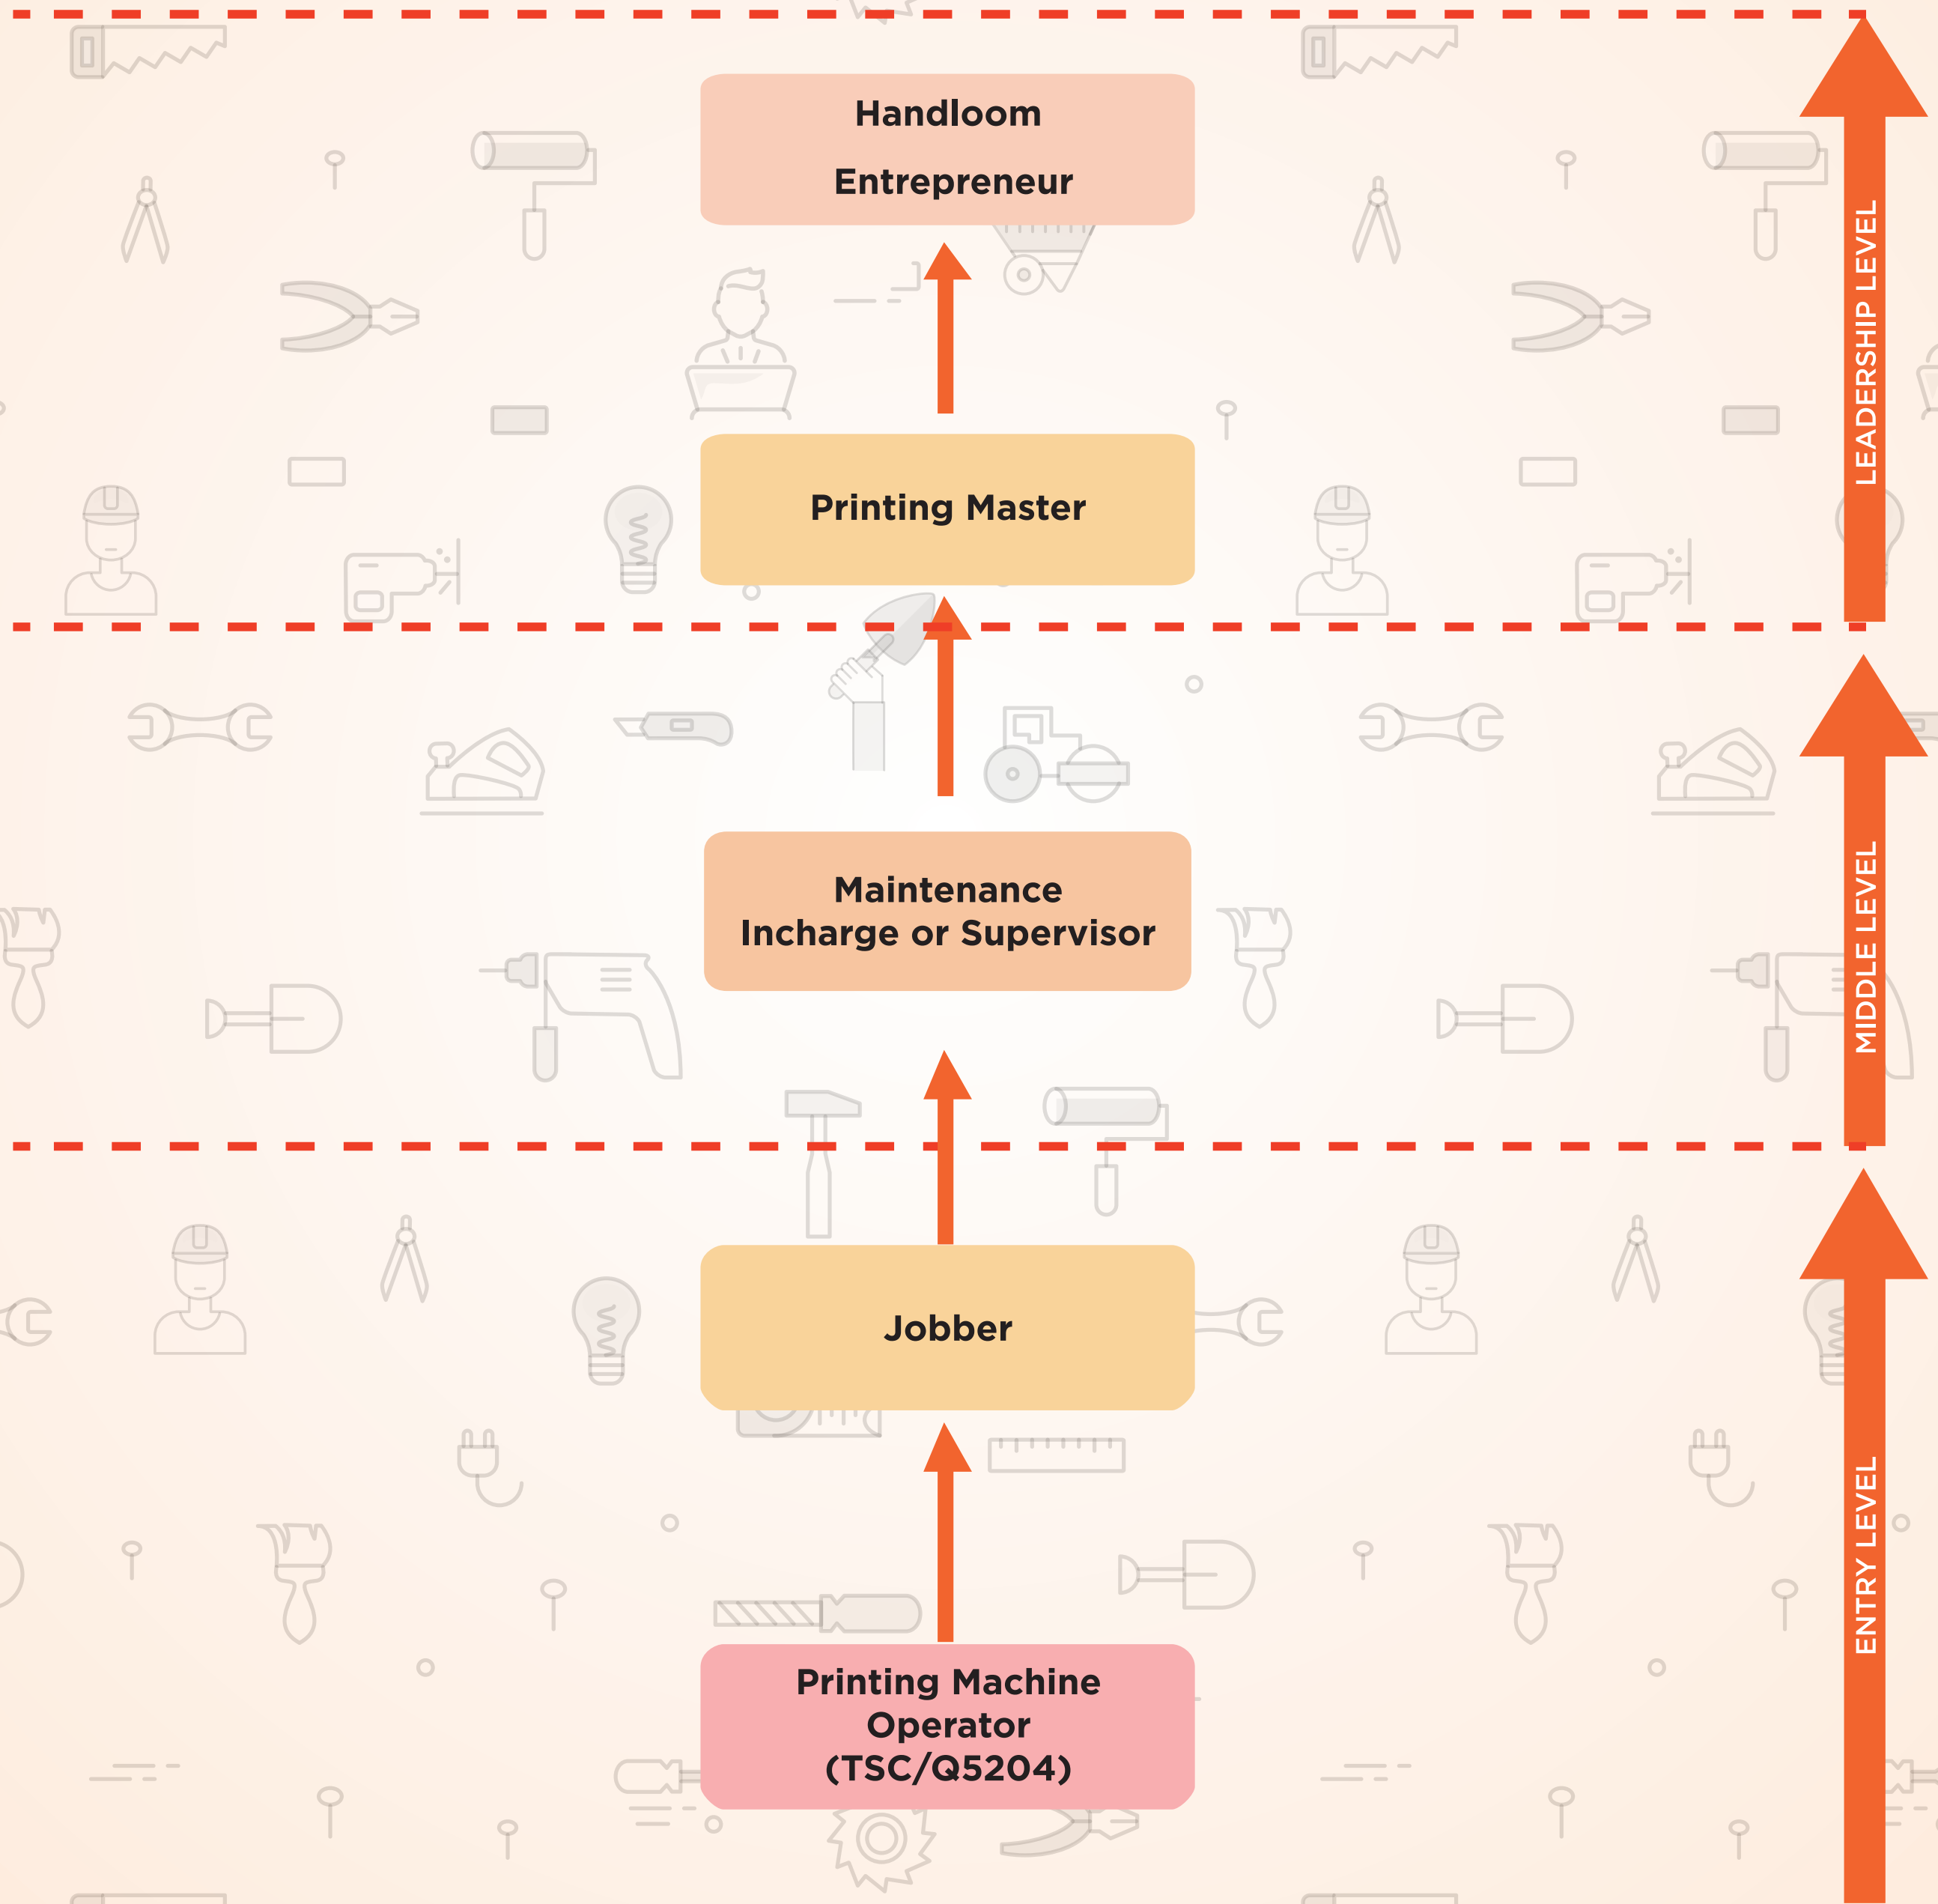 Handloom
Entrepreneur
LEADERSHIP LEVEL
Printing Master
Maintenance
Incharge or Supervisor
MIDDLE LEVEL
Jobber
ENTRY LEVEL
Printing Machine
Operator
(TSC/Q5204)